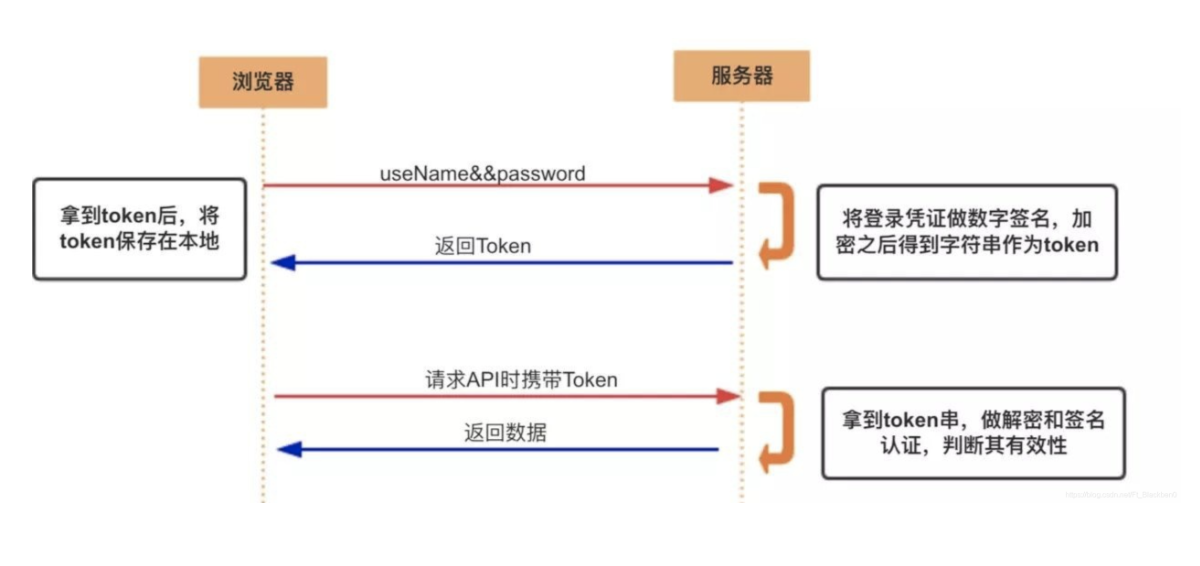 浏览器
服务器
useName&&password
拿到token后，将
token保存在本地
将登录凭证做数字签名，加
密之后得到字符串作为token
返回Token
请求API时携带Token
拿到token串，做解密和签名
认证，判断其有效性
返回数据